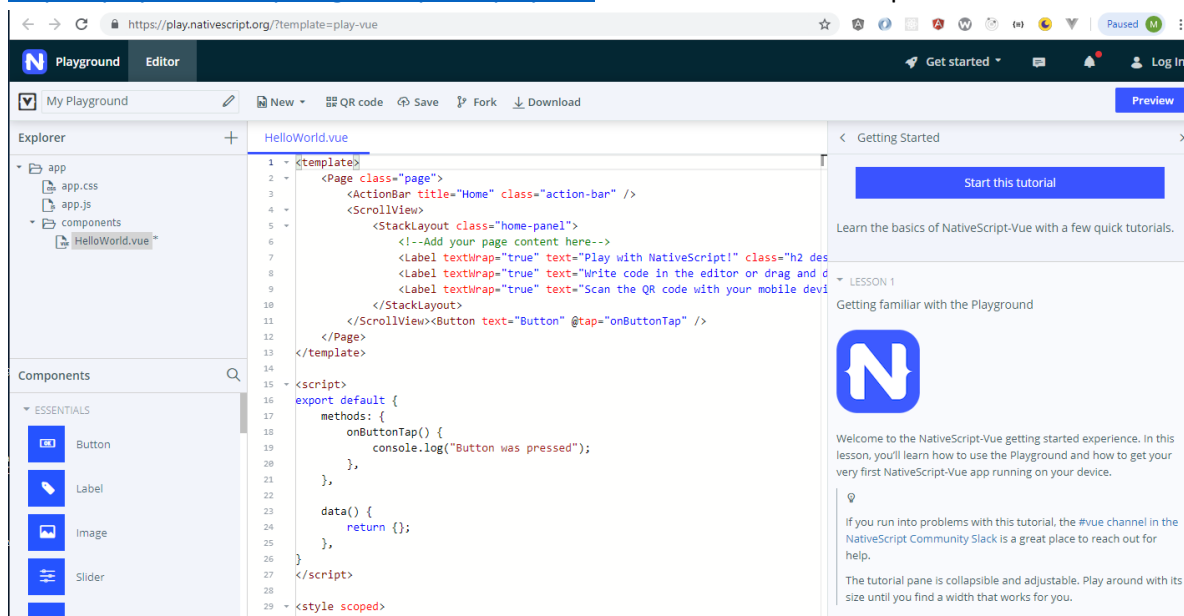 https://play.nativescript.org/?template=play-vue
Paused
M
Playground
Editor
Get started
Log In
My Playground
New
QR code
Save
Fork
Download
Preview
Explorer
app
app.css
app.js
components
HelloWorld.vue *
Components
ESSENTIALS
Button
Label
Image
Slider
HelloWorld.vue
1 <template>
2 <Page class="page">
3 <ActionBar title="Home" class="action-bar" />
4 <ScrollView>
5 <StackLayout class="home-panel">
6 <!--Add your page content here-->
7 <Label textWrap="true" text="Play with NativeScript!" class="h2 des
8 <Label textWrap="true" text="Write code in the editor or drag and d
9 <Label textWrap="true" text="Scan the QR code with your mobile devi
10 </StackLayout>
11 </ScrollView><Button text="Button" @tap="onButtonTap" />
12 </Page>
13 </template>
14
15 <script>
16 export default {
17 methods: {
18 onButtonTap() {
19 console.log("Button was pressed");
20 },
21 },
22
23 data() {
24 return {};
25 },
26 }
27 </script>
28
29 <style scoped>
Getting Started
Start this tutorial
Learn the basics of NativeScript-Vue with a few quick tutorials.
LESSON 1
Getting familiar with the Playground
N
Welcome to the NativeScript-Vue getting started experience. In this
lesson, you'll learn how to use the Playground and how to get your
very first NativeScript-Vue app running on your device.
If you run into problems with this tutorial, the #vue channel in the
NativeScript Community Slack is a great place to reach out for
help.
The tutorial pane is collapsible and adjustable. Play around with its
size until you find a width that works for you.